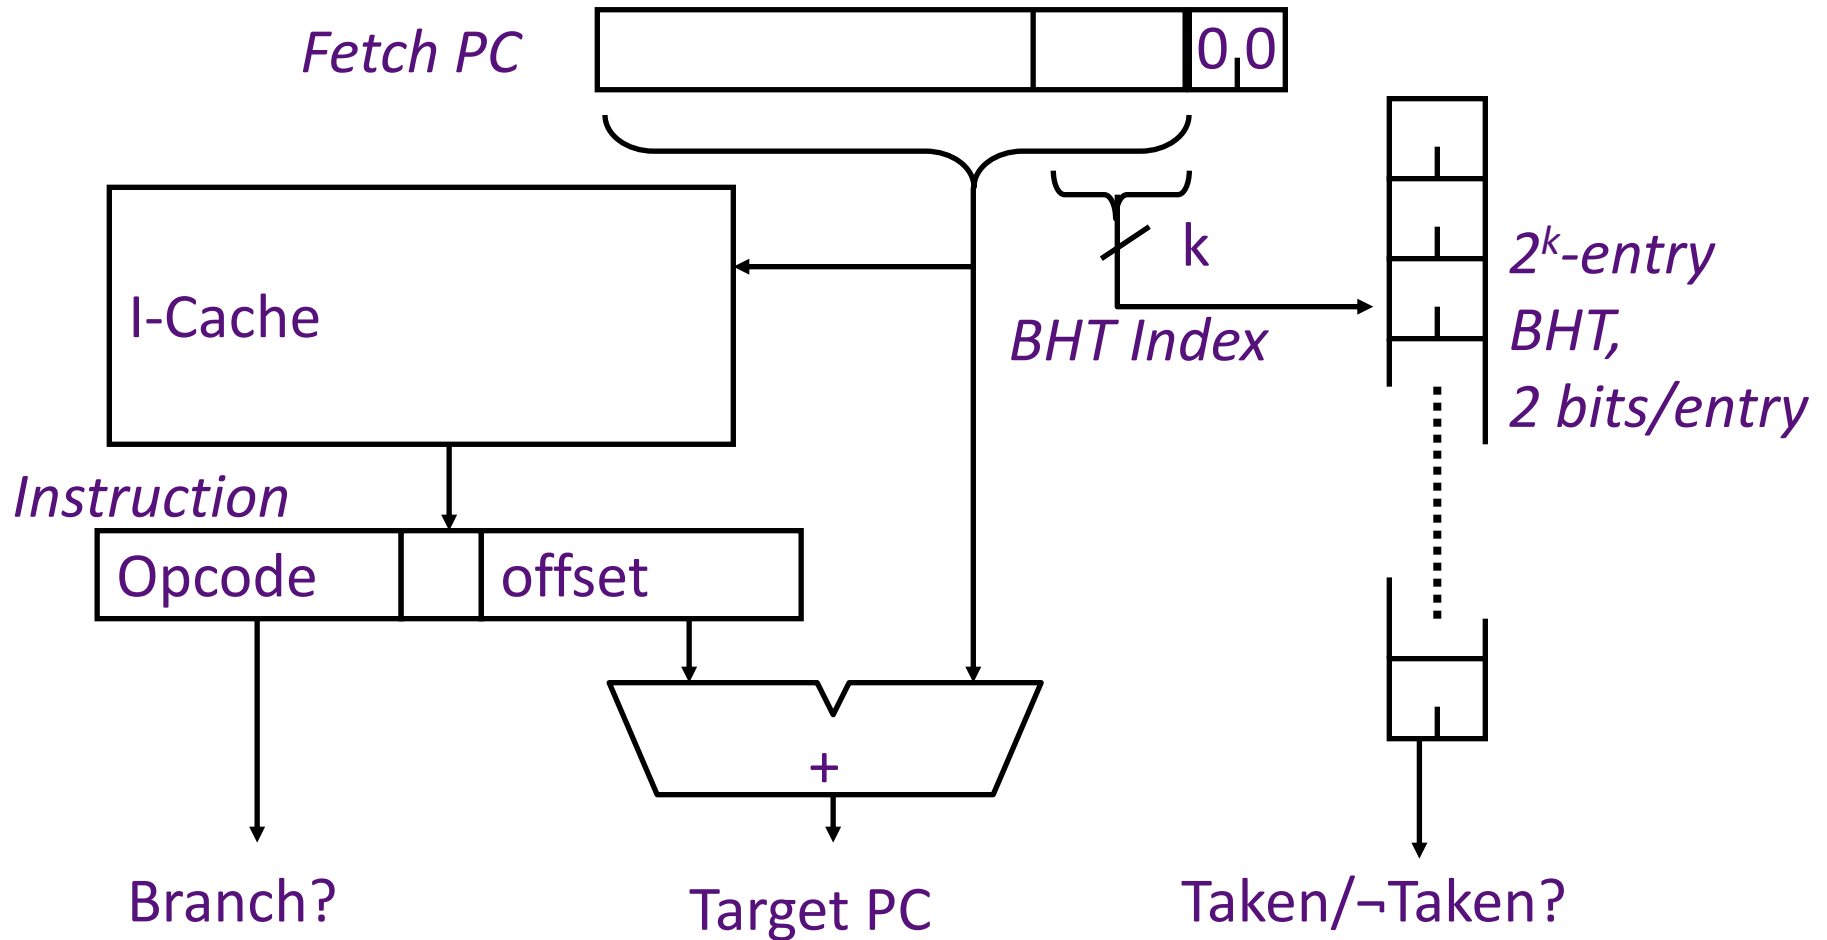 Fetch PC
0 0
k
2^k-entry
BHT,
2 bits/entry
I-Cache
BHT Index
Instruction
Opcode
offset
+
Branch?
Target PC
Taken/¬Taken?